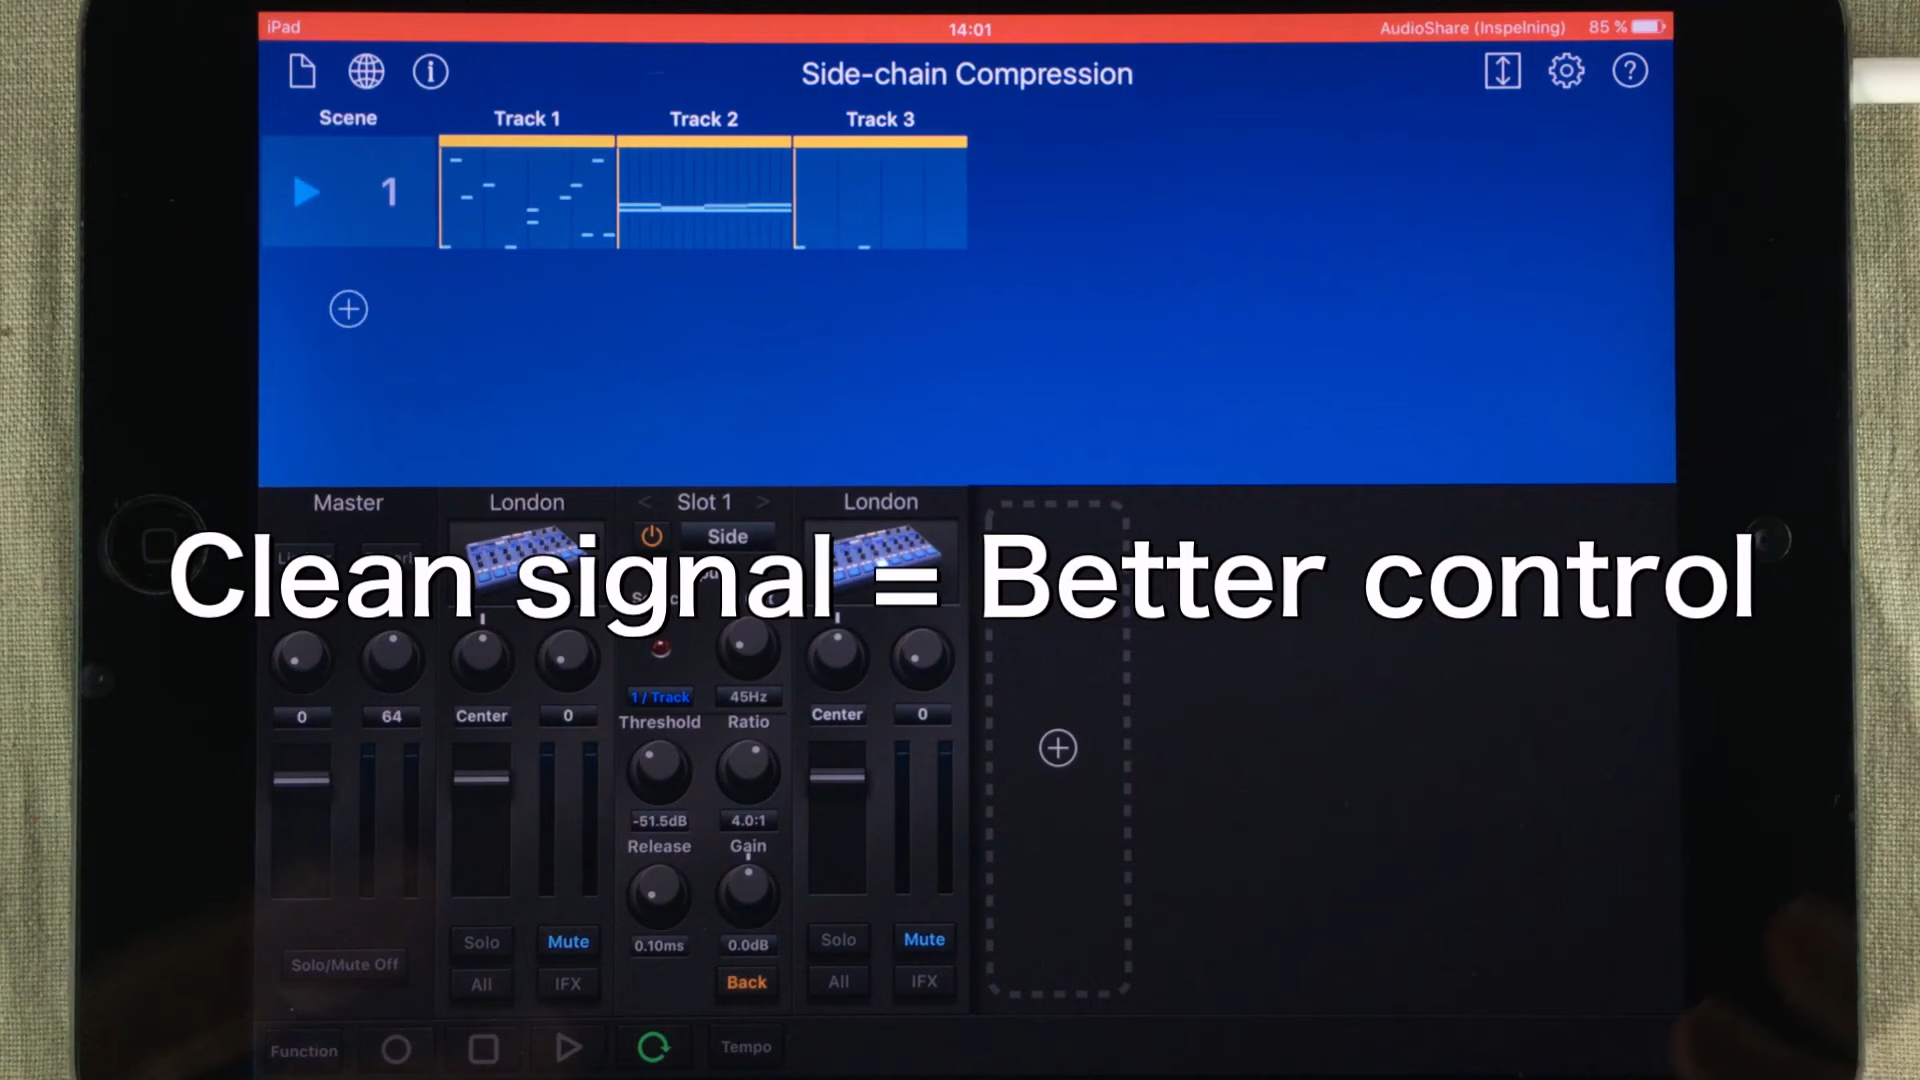 iPad
14:01
AudioShare (Inspelning)
85 %
Side-chain Compression
Scene
Track 1
Track 2
Track 3
1
Master
London
Slot 1
London
Side
Clean signal = Better control
1 / Track
45Hz
0
64
Center
0
Threshold
Ratio
Center
0
-51.5dB
4.0:1
Release
Gain
Solo
Mute
0.10ms
0.0dB
Solo
Mute
Solo/Mute Off
All
IFX
Back
All
IFX
Function
Tempo